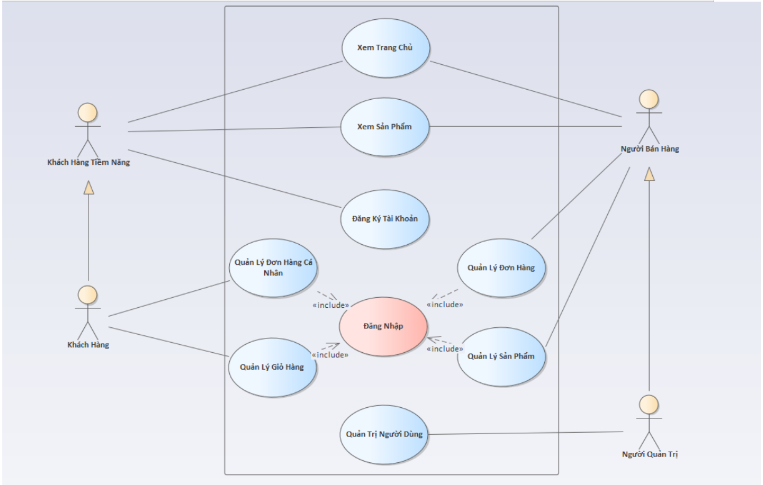 Xem Trang Chủ
Xem Sản Phẩm
Khách Hàng Tiềm Năng
Người Bán Hàng
Đăng Ký Tài Khoản
Quản Lý Đơn Hàng Cá
Nhân
Quản Lý Đơn Hàng
«include»
«include»
Đăng Nhập
Khách Hàng
«include»
«include»
Quản Lý Giỏ Hàng
Quản Lý Sản Phẩm
Quản Trị Người Dùng
Người Quản Trị